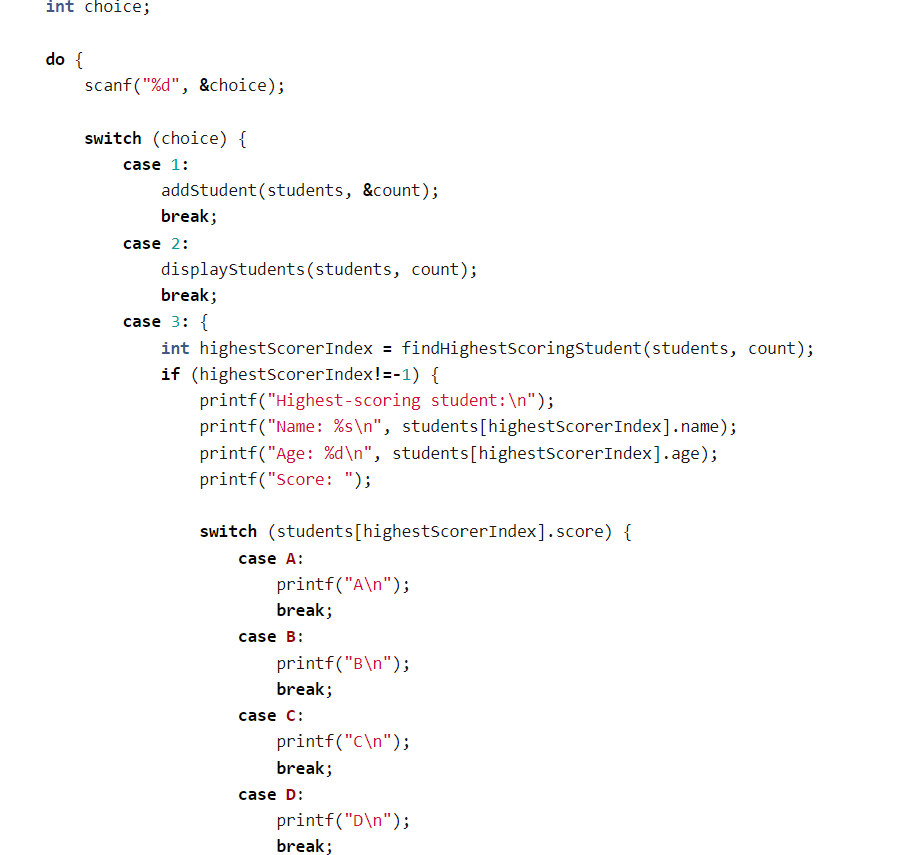 int choice;
do {
scanf("%d", &choice);
switch (choice) {
case 1:
addStudent(students, &count);
break;
case 2:
displayStudents(students, count);
break;
case 3: {
int highestScorerIndex = findHighestScoringStudent(students, count);
if (highestScorerIndex!=-1) {
printf("Highest-scoring student:\n");
printf("Name: %s\n", students[highestScorerIndex].name);
printf("Age: %d\n", students[highestScorerIndex].age);
printf("Score: ");
switch (students[highestScorerIndex].score) {
case A:
printf("A\n");
break;
case B:
printf("B\n");
break;
case C:
printf("C\n");
break;
case D:
printf("D\n");
break;